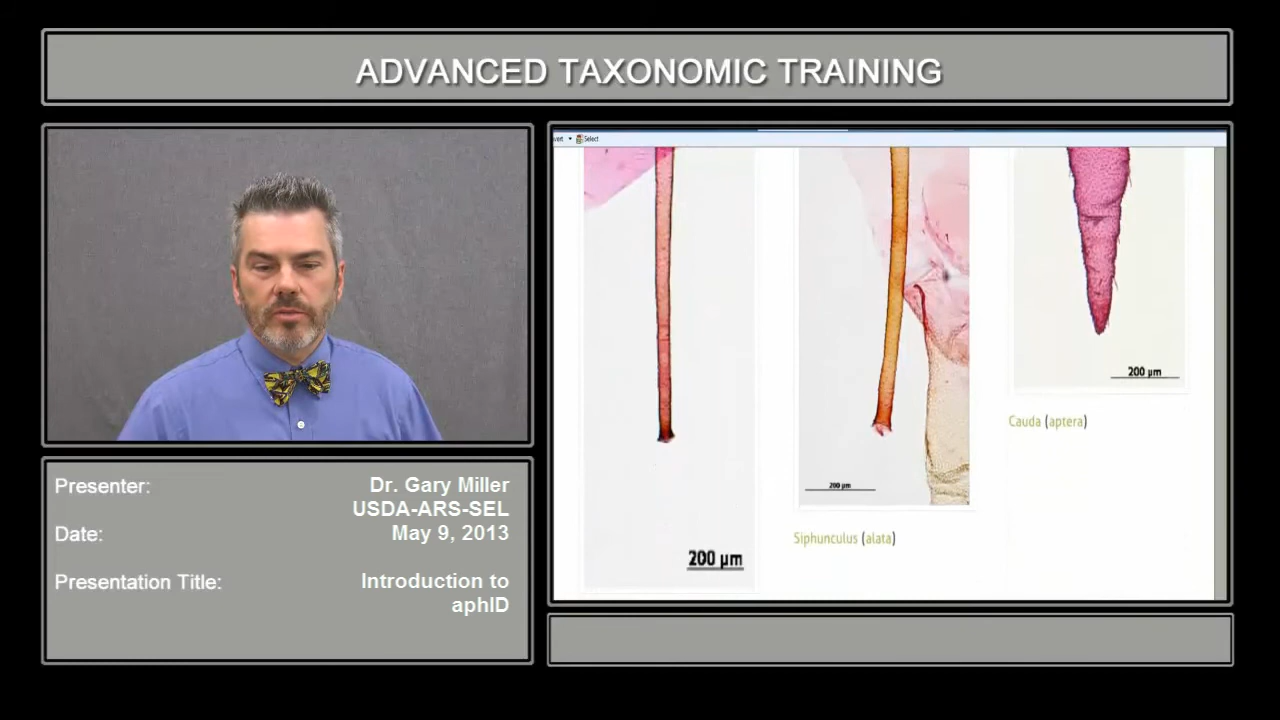 ADVANCED TAXONOMIC TRAINING
Select
200 µm
Cauda (aptera)
200 µm
Siphunculus (alata)
200 µm
Presenter: Dr. Gary Miller
USDA-ARS-SEL
Date: May 9, 2013
Presentation Title: Introduction to
aphID